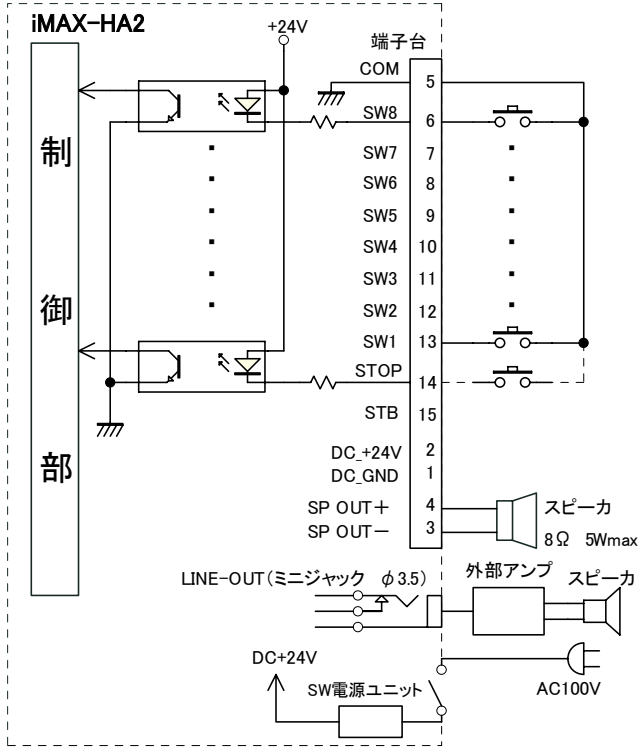 iMAX-HA2
+24V
端子台
COM 5
SW8 6
SW7 7
SW6 8
SW5 9
SW4 10
SW3 11
SW2 12
SW1 13
STOP 14
STB 15
DC_+24V 2
DC_GND 1
SP OUT+ 4
SP OUT− 3
制
御
部
スピーカ
8Ω 5Wmax
LINE-OUT(ミニジャック φ3.5)
外部アンプ
スピーカ
DC+24V
SW電源ユニット
AC100V